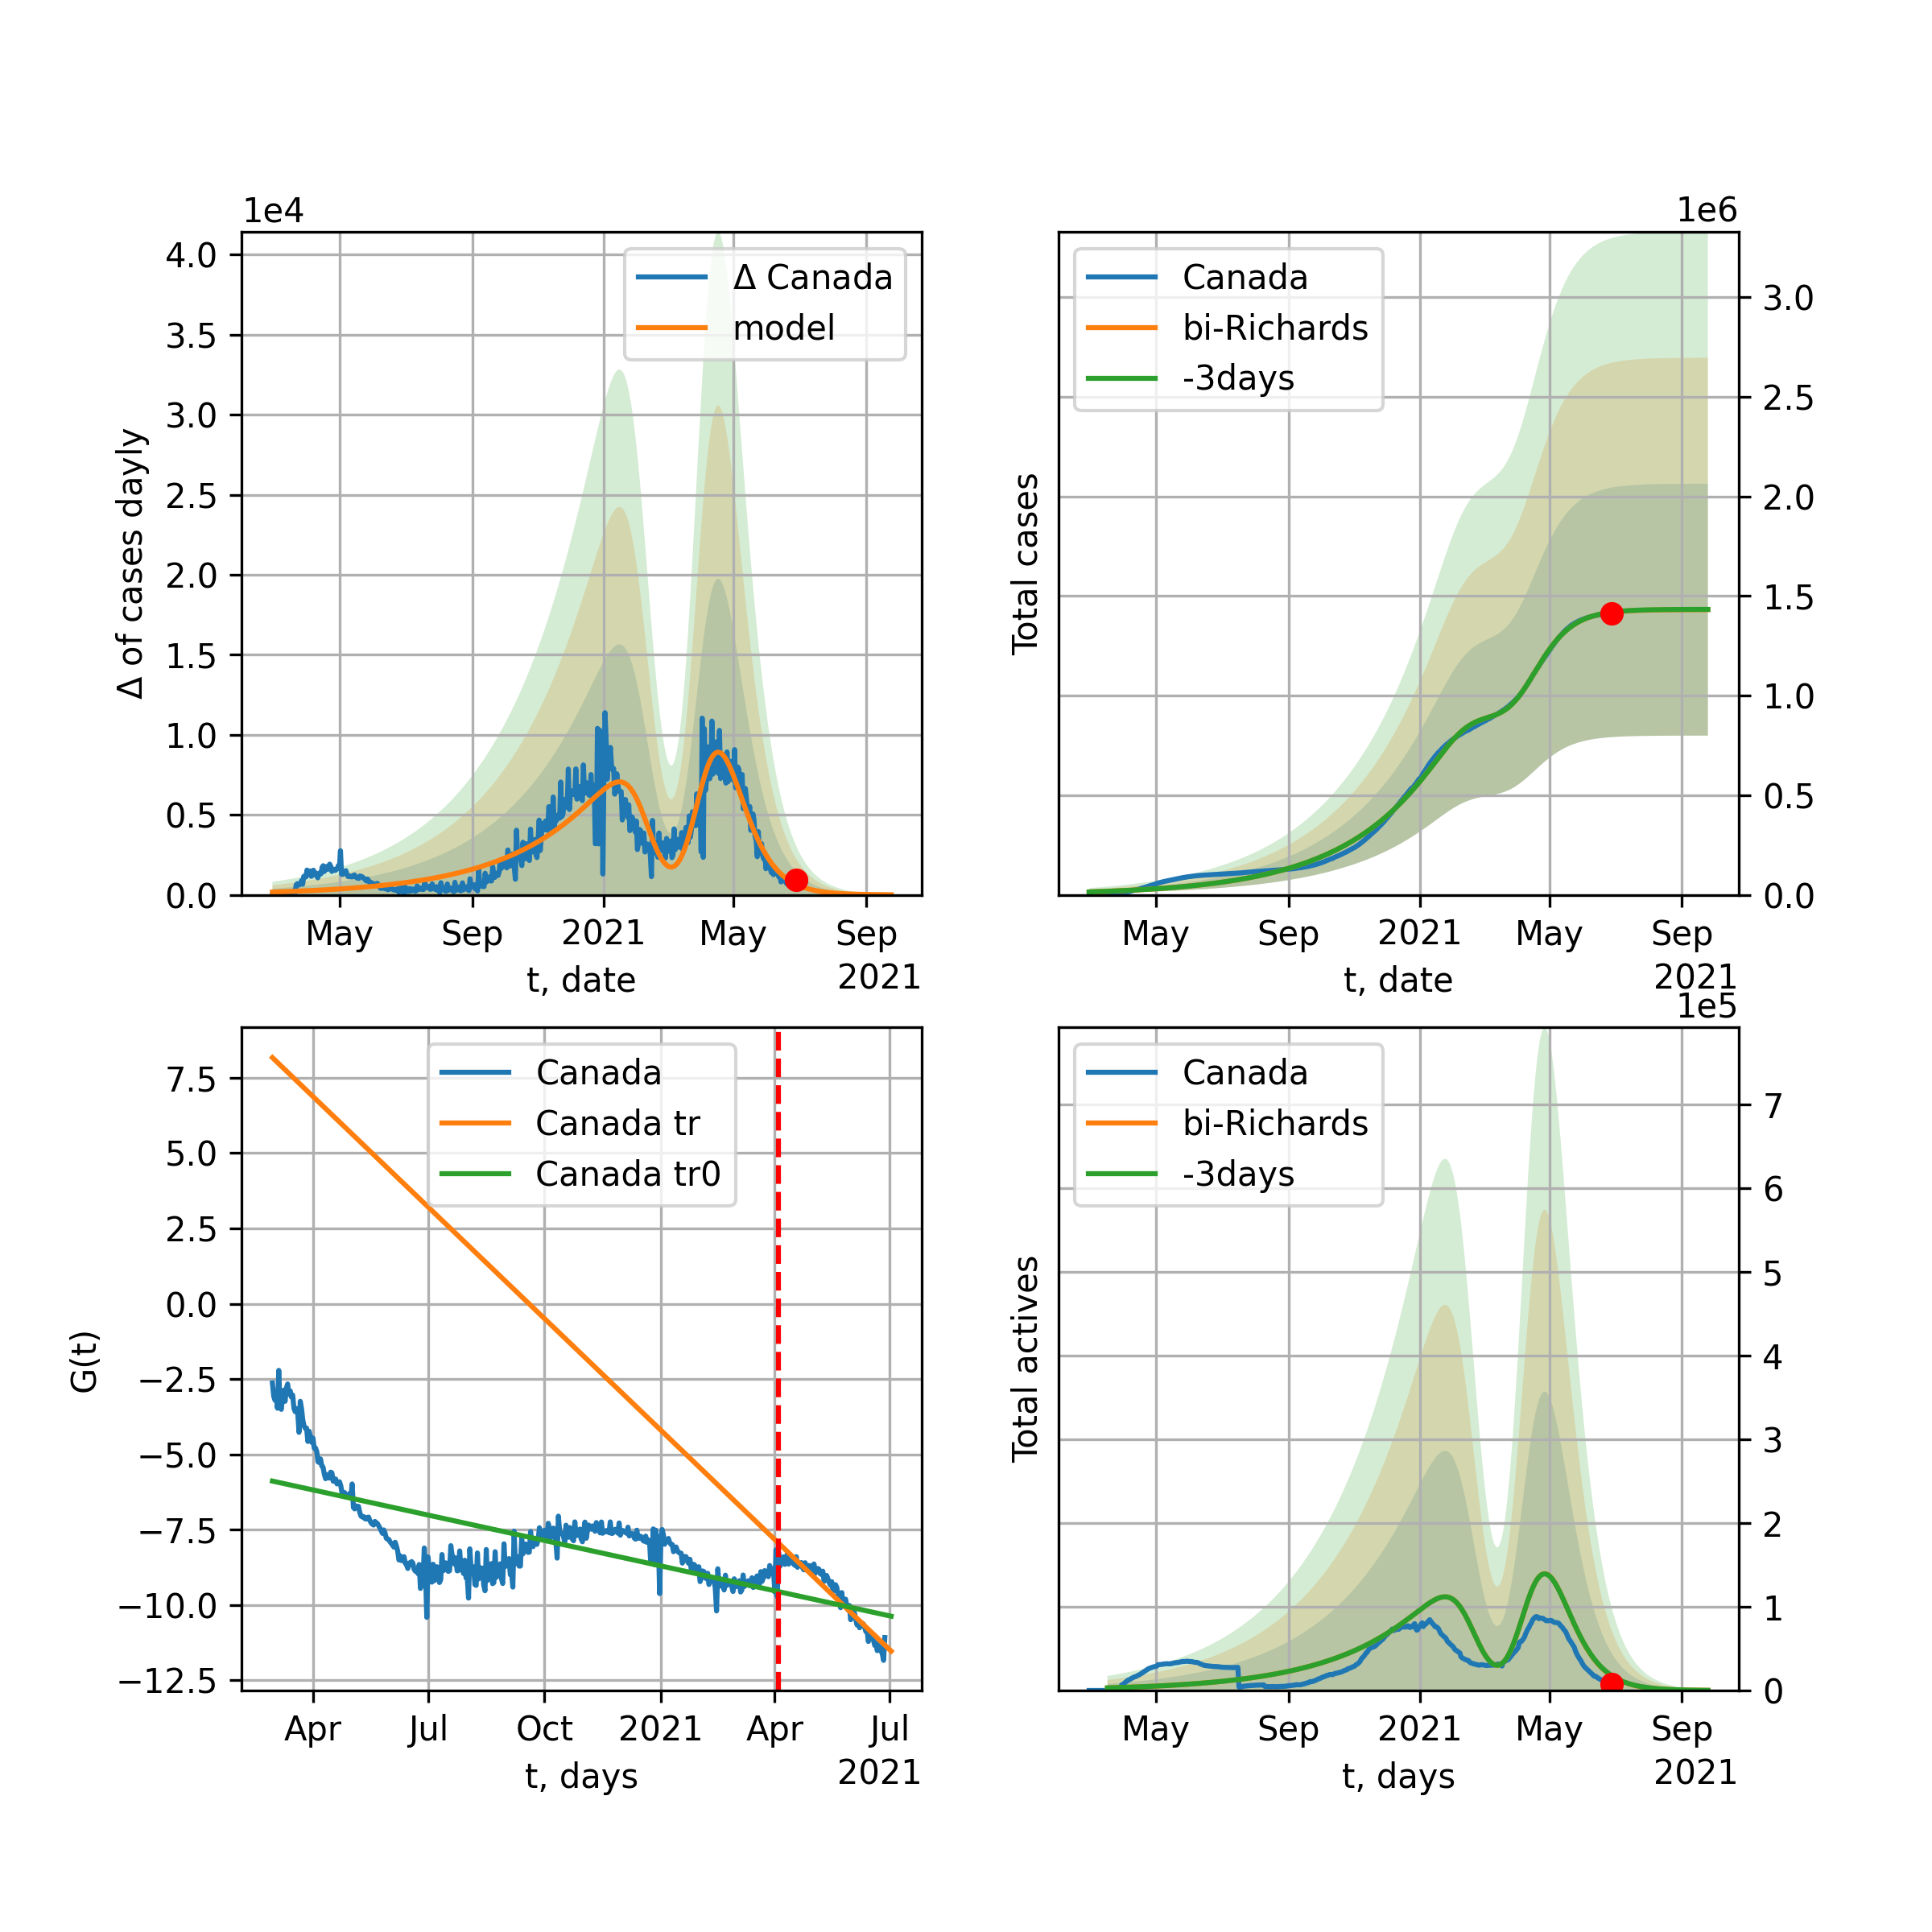 1e4
4.0
3.5
3.0
2.5
2.0
1.5
1.0
0.5
0.0
Δ of cases dayly
Δ Canada
model
May Sep 2021 May Sep
t, date
2021
1e6
3.0
2.5
2.0
1.5
1.0
0.5
0.0
Total cases
Canada
bi-Richards
-3days
May Sep 2021 May Sep
t, date
2021
7.5
5.0
2.5
0.0
−2.5
−5.0
−7.5
−10.0
−12.5
G(t)
Canada
Canada tr
Canada tr0
Apr Jul Oct 2021 Apr Jul
t, days
2021
1e5
7
6
5
4
3
2
1
0
Total actives
Canada
bi-Richards
-3days
May Sep 2021 May Sep
t, days
2021